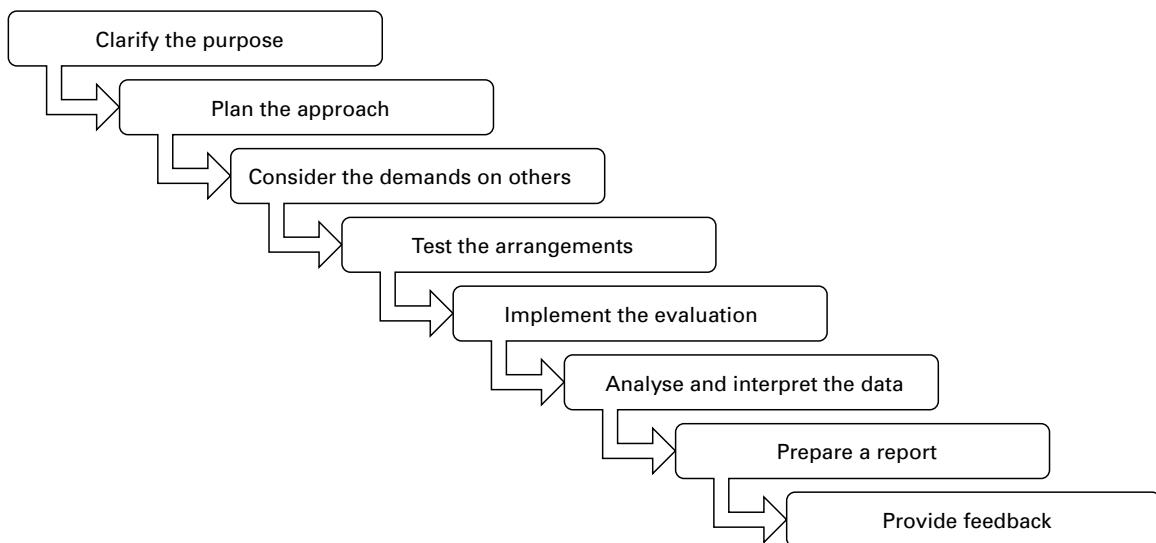 Clarify the purpose
Plan the approach
Consider the demands on others
Test the arrangements
Implement the evaluation
Analyse and interpret the data
Prepare a report
Provide feedback